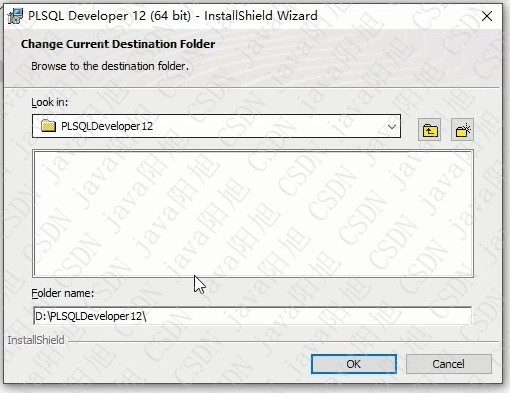 PLSQL Developer 12 (64 bit) - InstallShield Wizard
Change Current Destination Folder
Browse to the destination folder.
Look in:
PLSQLDeveloper12
Folder name:
D:\PLSQLDeveloper12\
InstallShield
OK
Cancel
CSDN java阳旭